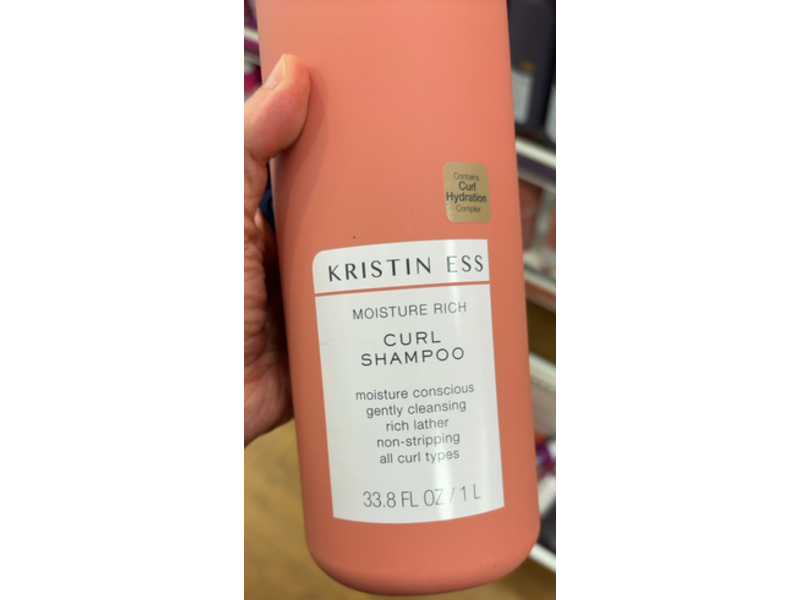 Contains
Curl
Hydration
Complex
KRISTIN ESS
MOISTURE RICH
CURL
SHAMPOO
moisture conscious
gently cleansing
rich lather
non-stripping
all curl types
33.8 FL OZ / 1 L